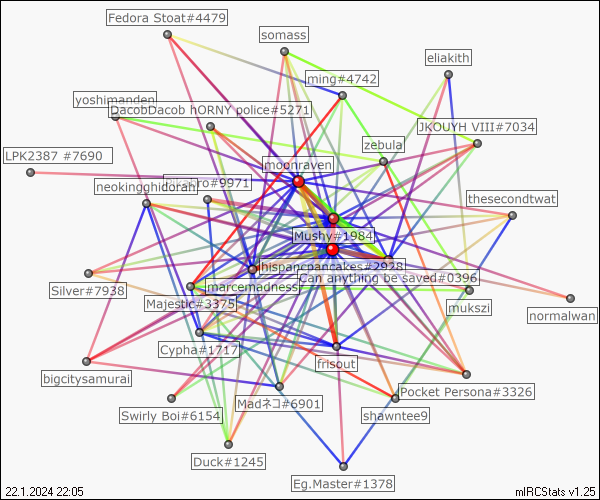 Fedora Stoat#4479
somass
eliakith
ming#4742
yoshimanden
DacobDacob hORNY police#5271
JKOUYH VIII#7034
zebula
LPK2387 #7690
moonraven
neokingghidorah
#9971
thesecondtwat
Mushy#1984
hispancpancakes#2928
Can anything be saved#0396
Silver#7938
marcemadness
Majestic#3375
mukszi
normalwan
Cypha#1717
frisout
bigcitysamurai
Pocket Persona#3326
Madネコ#6901
Swirly Boi#6154
shawntee9
Duck#1245
Eg.Master#1378
22.1.2024 22:05
mIRCStats v1.25